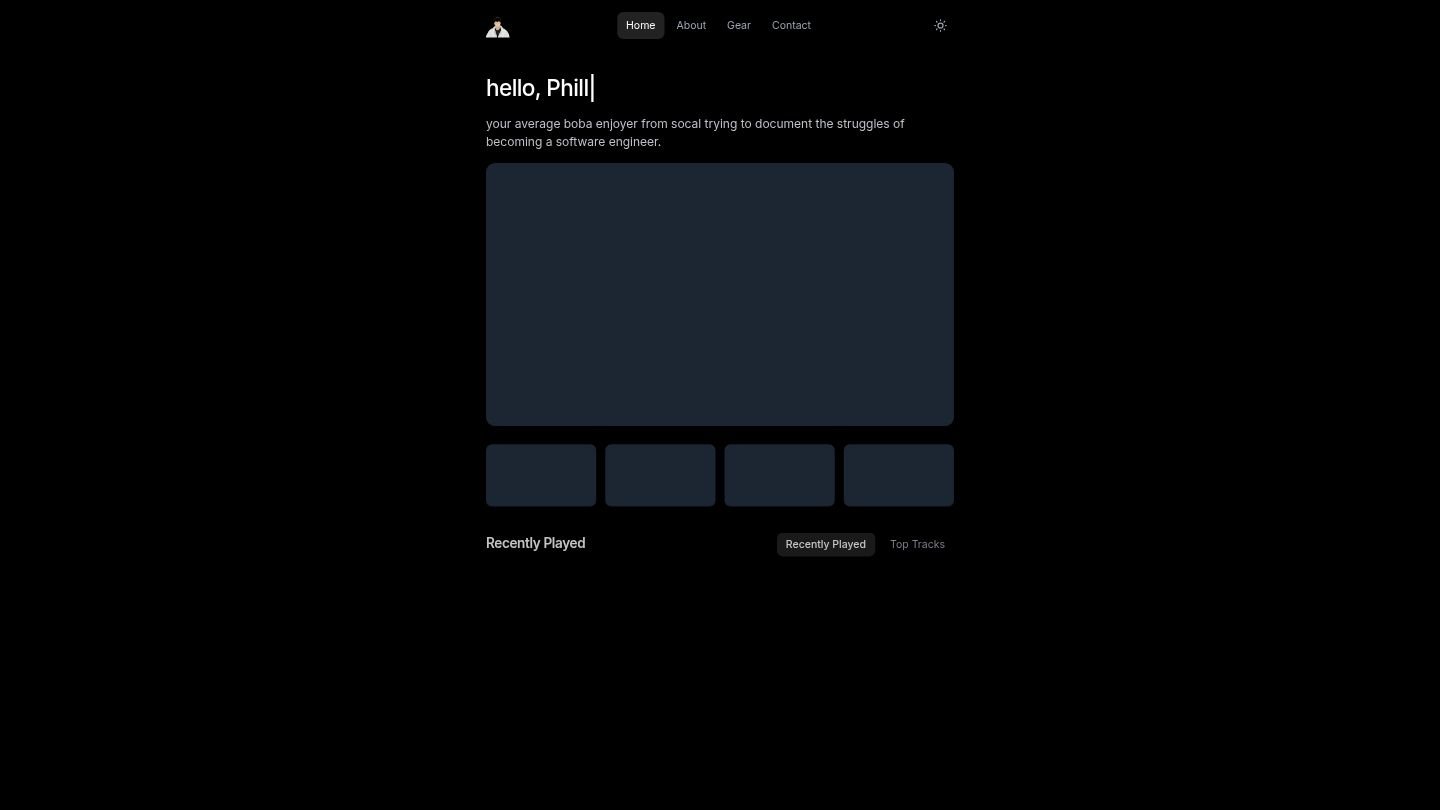 Home About Gear Contact
hello, Phill
your average boba enjoyer from socal trying to document the struggles of
becoming a software engineer.
Recently Played Recently Played Top Tracks